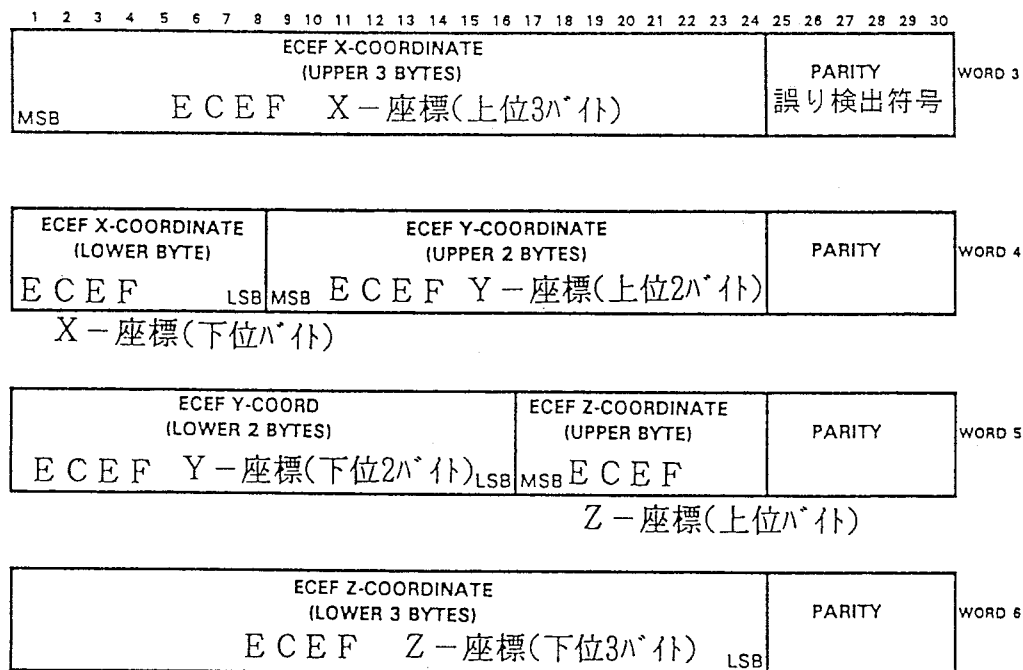 1 2 3 4 5 6 7 8 9 10 11 12 13 14 15 16 17 18 19 20 21 22 23 24 25 26 27 28 29 30
ECEF X-COORDINATE
(UPPER 3 BYTES)
MSB
ECEF X-座標(上位3バイト)
PARITY
誤り検出符号
WORD 3
ECEF X-COORDINATE
(LOWER BYTE)
ECEF
LSB
X-座標(下位バイト)
ECEF Y-COORDINATE
(UPPER 2 BYTES)
MSB
ECEF Y-座標(上位2バイト)
PARITY
WORD 4
ECEF Y-COORD
(LOWER 2 BYTES)
ECEF Y-座標(下位2バイト)
LSB
ECEF Z-COORDINATE
(UPPER BYTE)
MSB
ECEF
Z-座標(上位バイト)
PARITY
WORD 5
ECEF Z-COORDINATE
(LOWER 3 BYTES)
ECEF Z-座標(下位3バイト)
LSB
PARITY
WORD 6